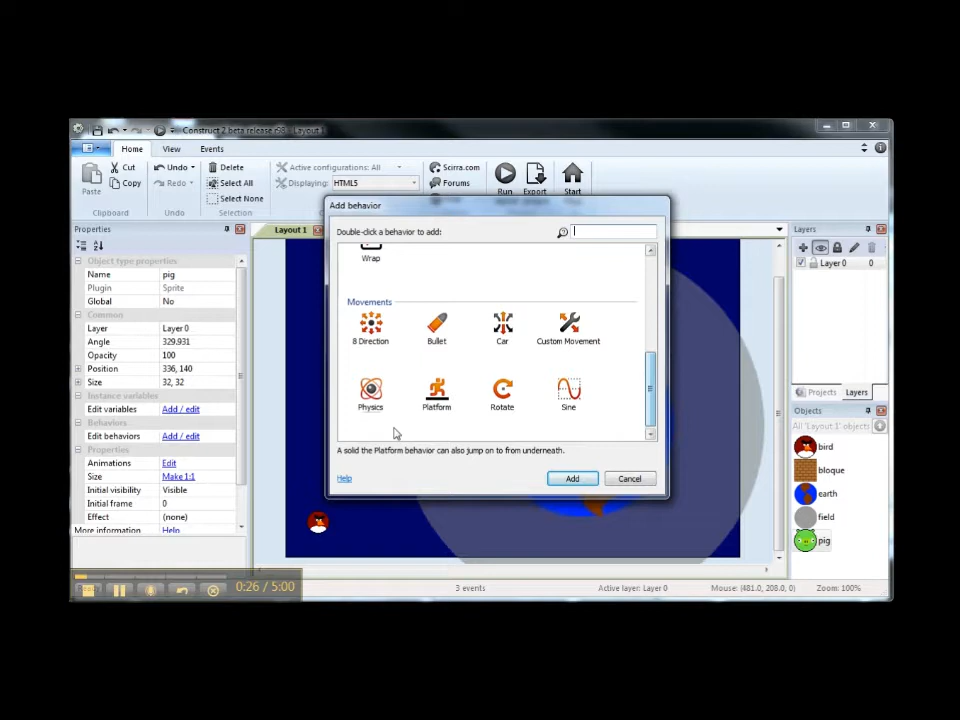 Construct 2 beta release r98 - Layout 1
Home View Events
Paste
Cut
Copy
Clipboard
Undo
Redo
Undo
Delete
Select All
Select None
Selection
Active configurations: All
Displaying: HTML5
Scirra.com
Forums
Run
Export
Start
Properties
Object type properties
Name pig
Plugin Sprite
Global No
Common
Layer Layer 0
Angle 329.931
Opacity 100
Position 336, 140
Size 32, 32
Instance variables
Edit variables Add / edit
Behaviors
Edit behaviors Add / edit
Properties
Animations Edit
Size Make 1:1
Initial visibility Visible
Initial frame 0
Effect (none)
More information Help
Layout 1
Add behavior
Double-click a behavior to add:
Wrap
Movements
8 Direction Bullet Car Custom Movement
Physics Platform Rotate Sine
A solid the Platform behavior can also jump on to from underneath.
Help Add Cancel
Layers
Layer 0 0
Projects Layers
Objects
All 'Layout 1' objects
bird
bloque
earth
field
pig
0:26 / 5:00
3 events Active layer: Layer 0 Mouse: (481.0, 208.0, 0) Zoom: 100%